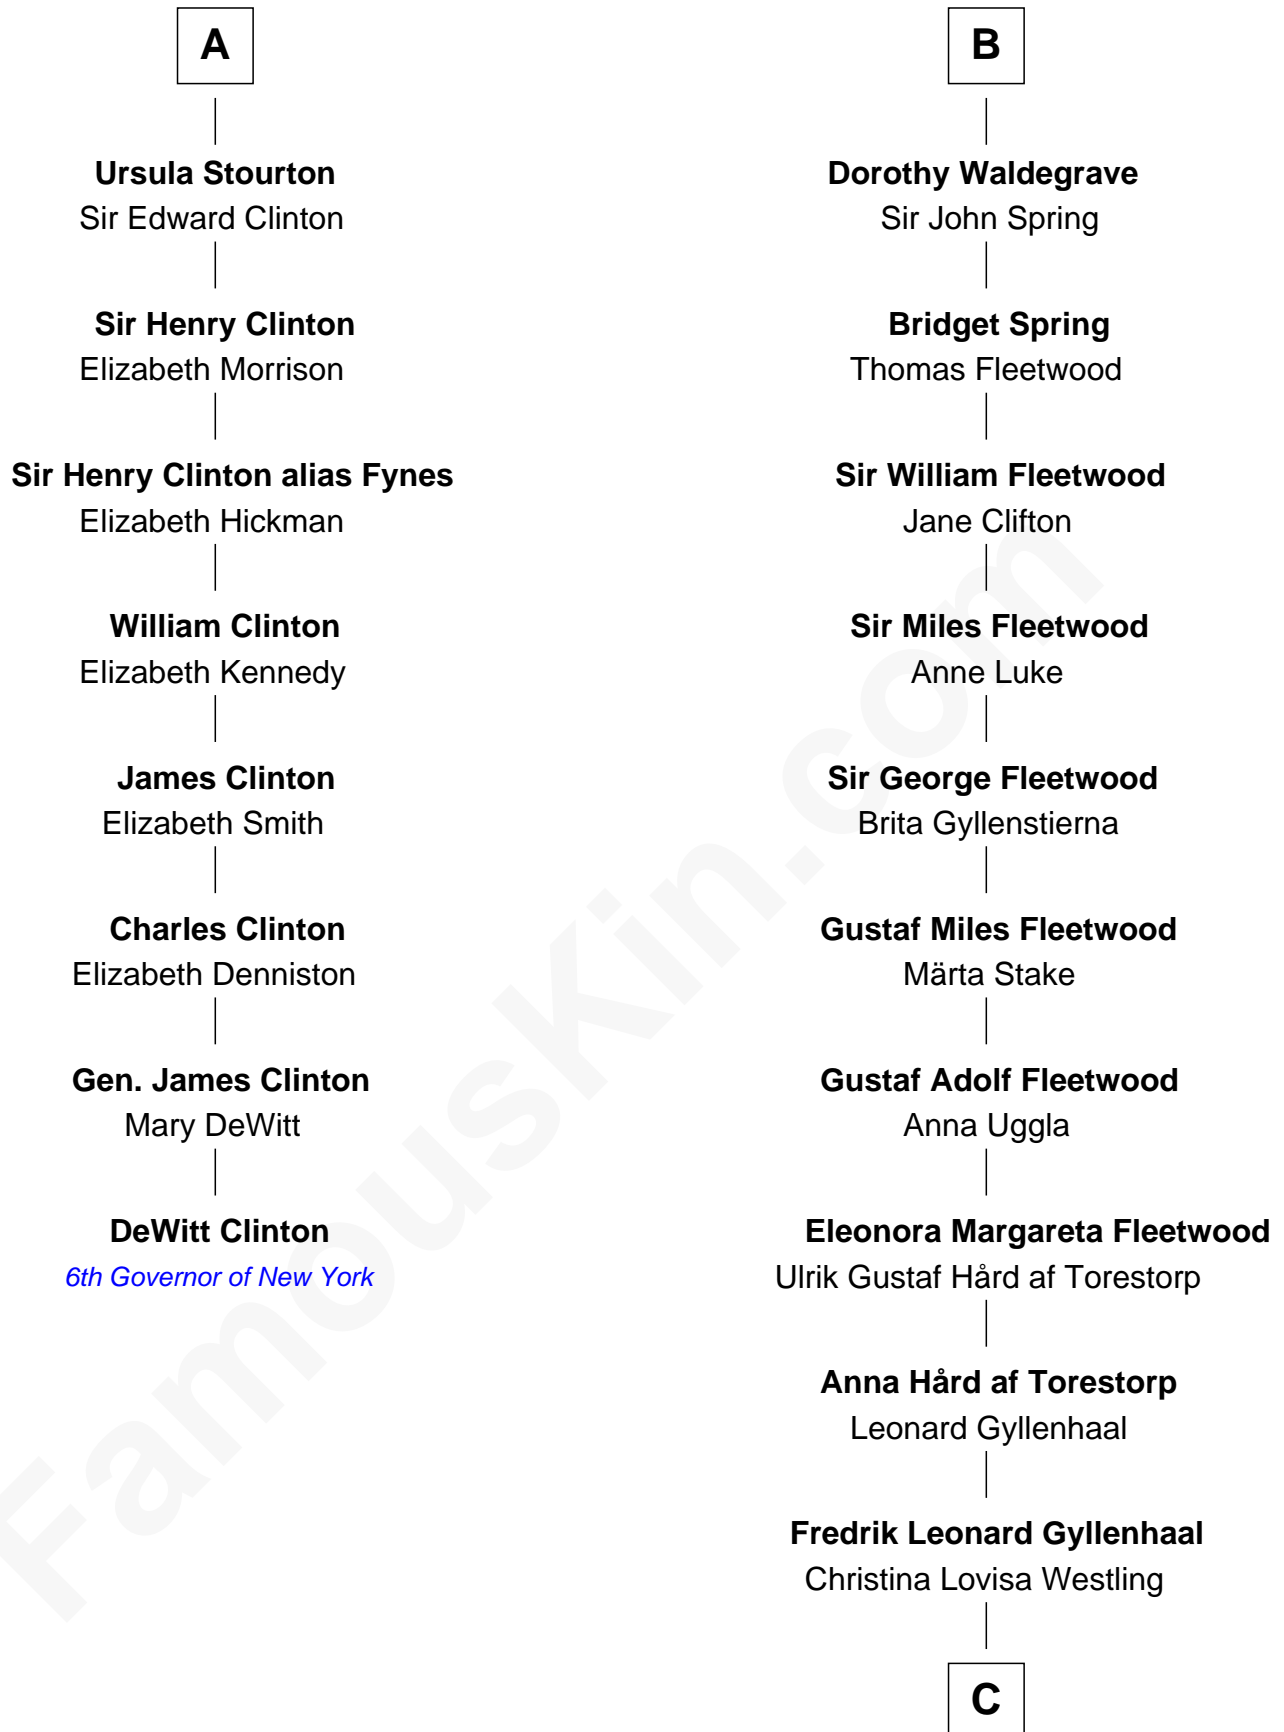 A
Ursula Stourton
Sir Edward Clinton
Sir Henry Clinton
Elizabeth Morrison
Sir Henry Clinton alias Fynes
Elizabeth Hickman
William Clinton
Elizabeth Kennedy
James Clinton
Elizabeth Smith
Charles Clinton
Elizabeth Denniston
Gen. James Clinton
Mary DeWitt
DeWitt Clinton
6th Governor of New York
B
Dorothy Waldegrave
Sir John Spring
Bridget Spring
Thomas Fleetwood
Sir William Fleetwood
Jane Clifton
Sir Miles Fleetwood
Anne Luke
Sir George Fleetwood
Brita Gyllenstierna
Gustaf Miles Fleetwood
Märta Stake
Gustaf Adolf Fleetwood
Anna Uggla
Eleonora Margareta Fleetwood
Ulrik Gustaf Hård af Torestorp
Anna Hård af Torestorp
Leonard Gyllenhaal
Fredrik Leonard Gyllenhaal
Christina Lovisa Westling
C
FamousKin.com